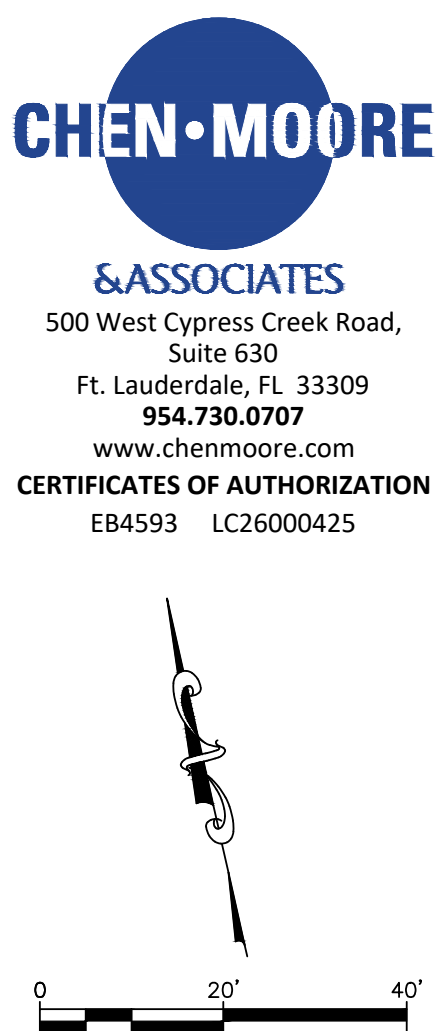 CHEN•MOORE
&ASSOCIATES
500 West Cypress Creek Road,
Suite 630
Ft. Lauderdale, FL 33309
954.730.0707
www.chenmoore.com
CERTIFICATES OF AUTHORIZATION
EB4593 LC26000425
0 20' 40'